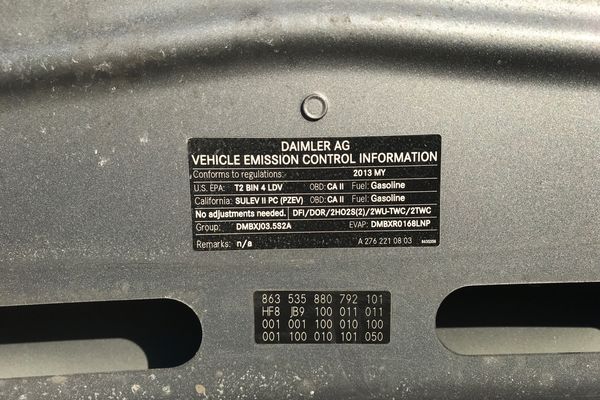 DAIMLER AG
VEHICLE EMISSION CONTROL INFORMATION
Conforms to regulations: 2013 MY
U.S. EPA: T2 BIN 4 LDV OBD: CA II Fuel: Gasoline
California: SULEV II PC (PZEV) OBD: CA II Fuel: Gasoline
No adjustments needed. DFI/DOR/2HO2S(2)/2WU-TWC/2TWC
Group: DMBXJ03.5S2A EVAP: DMBXR0168LNP
Remarks: n/a A 276 221 08 03
863 535 880 792 101
HF8 JB9 100 011 011
001 001 100 010 100
001 100 010 101 050